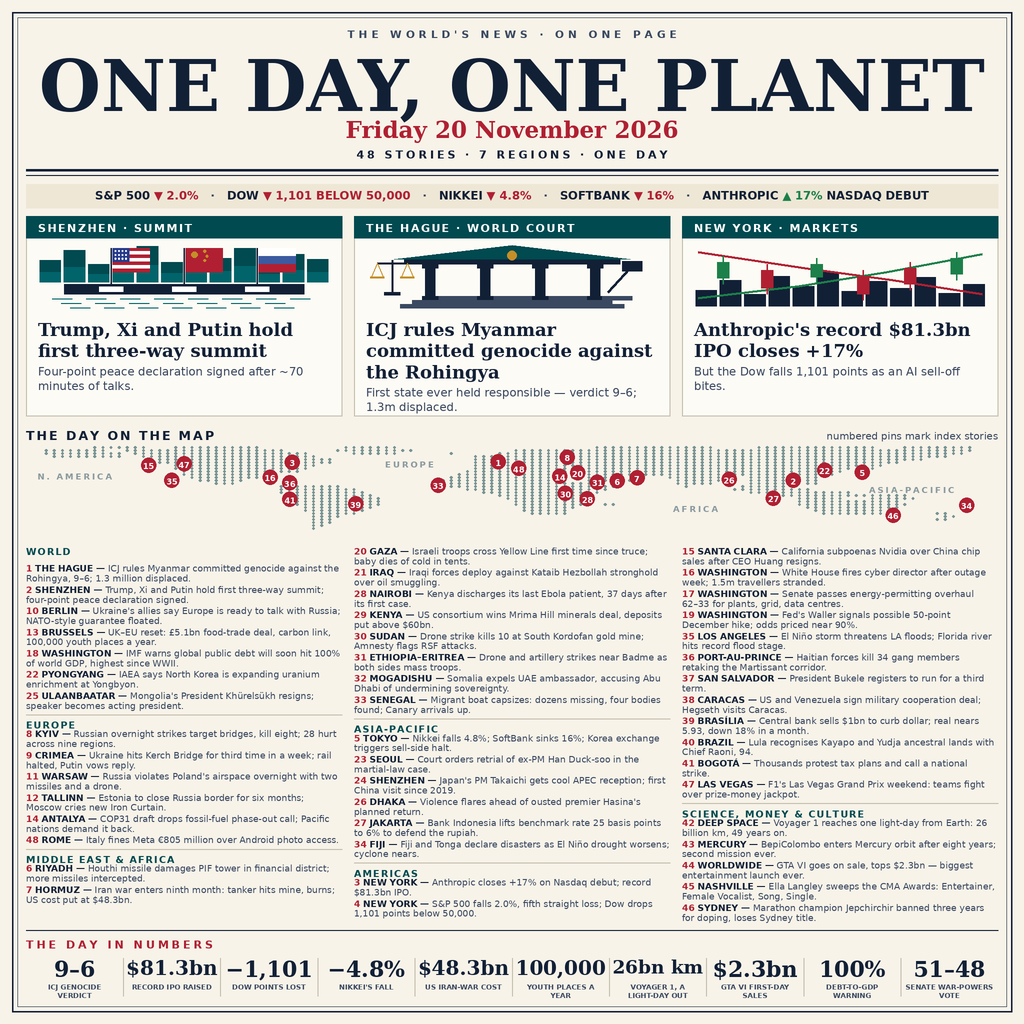 THE WORLD'S NEWS · ON ONE PAGE
ONE DAY, ONE PLANET
Friday 20 November 2026
48 STORIES · 7 REGIONS · ONE DAY
S&P 500 ▼ 2.0% · DOW ▼ 1,101 BELOW 50,000 · NIKKEI ▼ 4.8% · SOFTBANK ▼ 16% · ANTHROPIC ▲ 17% NASDAQ DEBUT
SHENZHEN · SUMMIT
Trump, Xi and Putin hold
first three-way summit
Four-point peace declaration signed after ~70
minutes of talks.
THE HAGUE · WORLD COURT
ICJ rules Myanmar
committed genocide against
the Rohingya
First state ever held responsible — verdict 9–6;
1.3m displaced.
NEW YORK · MARKETS
Anthropic's record $81.3bn
IPO closes +17%
But the Dow falls 1,101 points as an AI sell-off
bites.
THE DAY ON THE MAP
numbered pins mark index stories
N. AMERICA
EUROPE
AFRICA
ASIA-PACIFIC
15
47
35
3
16
36
41
39
33
1
48
8
14
20
30
31
28
6
7
26
27
2
22
5
46
34
WORLD
1 THE HAGUE — ICJ rules Myanmar committed genocide against the
Rohingya, 9–6; 1.3 million displaced.
2 SHENZHEN — Trump, Xi and Putin hold first three-way summit;
four-point peace declaration signed.
10 BERLIN — Ukraine's allies say Europe is ready to talk with Russia;
NATO-style guarantee floated.
13 BRUSSELS — UK–EU reset: £5.1bn food-trade deal, carbon link,
100,000 youth places a year.
18 WASHINGTON — IMF warns global public debt will soon hit 100%
of world GDP, highest since WWII.
22 PYONGYANG — IAEA says North Korea is expanding uranium
enrichment at Yongbyon.
25 ULAANBAATAR — Mongolia's President Khürelsükh resigns;
speaker becomes acting president.
EUROPE
8 KYIV — Russian overnight strikes target bridges, kill eight; 28 hurt
across nine regions.
9 CRIMEA — Ukraine hits Kerch Bridge for third time in a week; rail
halted, Putin vows reply.
11 WARSAW — Russia violates Poland's airspace overnight with two
missiles and a drone.
12 TALLINN — Estonia to close Russia border for six months;
Moscow cries new Iron Curtain.
14 ANTALYA — COP31 draft drops fossil-fuel phase-out call; Pacific
nations demand it back.
48 ROME — Italy fines Meta €805 million over Android photo access.
MIDDLE EAST & AFRICA
6 RIYADH — Houthi missile damages PIF tower in financial district;
more missiles intercepted.
7 HORMUZ — Iran war enters ninth month: tanker hits mine, burns;
US cost put at $48.3bn.
20 GAZA — Israeli troops cross Yellow Line first time since truce;
baby dies of cold in tents.
21 IRAQ — Iraqi forces deploy against Kataib Hezbollah stronghold
over oil smuggling.
28 NAIROBI — Kenya discharges its last Ebola patient, 37 days after
its first case.
29 KENYA — US consortium wins Mrima Hill minerals deal, deposits
put above $60bn.
30 SUDAN — Drone strike kills 10 at South Kordofan gold mine;
Amnesty flags RSF attacks.
31 ETHIOPIA-ERITREA — Drone and artillery strikes near Badme as
both sides mass troops.
32 MOGADISHU — Somalia expels UAE ambassador, accusing Abu
Dhabi of undermining sovereignty.
33 SENEGAL — Migrant boat capsizes: dozens missing, four bodies
found; Canary arrivals up.
ASIA-PACIFIC
5 TOKYO — Nikkei falls 4.8%; SoftBank sinks 16%; Korea exchange
triggers sell-side halt.
23 SEOUL — Court orders retrial of ex-PM Han Duck-soo in the
martial-law case.
24 SHENZHEN — Japan's PM Takaichi gets cool APEC reception; first
China visit since 2019.
26 DHAKA — Violence flares ahead of ousted premier Hasina's
planned return.
27 JAKARTA — Bank Indonesia lifts benchmark rate 25 basis points
to 6% to defend the rupiah.
34 FIJI — Fiji and Tonga declare disasters as El Niño drought worsens;
cyclone nears.
AMERICAS
3 NEW YORK — Anthropic closes +17% on Nasdaq debut; record
$81.3bn IPO.
4 NEW YORK — S&P 500 falls 2.0%, fifth straight loss; Dow drops
1,101 points below 50,000.
15 SANTA CLARA — California subpoenas Nvidia over China chip
sales after CEO Huang resigns.
16 WASHINGTON — White House fires cyber director after outage
week; 1.5m travellers stranded.
17 WASHINGTON — Senate passes energy-permitting overhaul
62–33 for plants, grid, data centres.
19 WASHINGTON — Fed's Waller signals possible 50-point
December hike; odds priced near 90%.
35 LOS ANGELES — El Niño storm threatens LA floods; Florida river
hits record flood stage.
36 PORT-AU-PRINCE — Haitian forces kill 34 gang members
retaking the Martissant corridor.
37 SAN SALVADOR — President Bukele registers to run for a third
term.
38 CARACAS — US and Venezuela sign military cooperation deal;
Hegseth visits Caracas.
39 BRASÍLIA — Central bank sells $1bn to curb dollar; real nears
5.93, down 18% in a month.
40 BRAZIL — Lula recognises Kayapo and Yudja ancestral lands with
Chief Raoni, 94.
41 BOGOTÁ — Thousands protest tax plans and call a national
strike.
47 LAS VEGAS — F1's Las Vegas Grand Prix weekend: teams fight
over prize-money jackpot.
SCIENCE, MONEY & CULTURE
42 DEEP SPACE — Voyager 1 reaches one light-day from Earth: 26
billion km, 49 years on.
43 MERCURY — BepiColombo enters Mercury orbit after eight years;
second mission ever.
44 WORLDWIDE — GTA VI goes on sale, tops $2.3bn — biggest
entertainment launch ever.
45 NASHVILLE — Ella Langley sweeps the CMA Awards: Entertainer,
Female Vocalist, Song, Single.
46 SYDNEY — Marathon champion Jepchirchir banned three years
for doping, loses Sydney title.
THE DAY IN NUMBERS
9–6
ICJ GENOCIDE
VERDICT
$81.3bn
RECORD IPO RAISED
−1,101
DOW POINTS LOST
−4.8%
NIKKEI'S FALL
$48.3bn
US IRAN-WAR COST
100,000
YOUTH PLACES A
YEAR
26bn km
VOYAGER 1, A
LIGHT-DAY OUT
$2.3bn
GTA VI FIRST-DAY
SALES
100%
DEBT-TO-GDP
WARNING
51–48
SENATE WAR-POWERS
VOTE